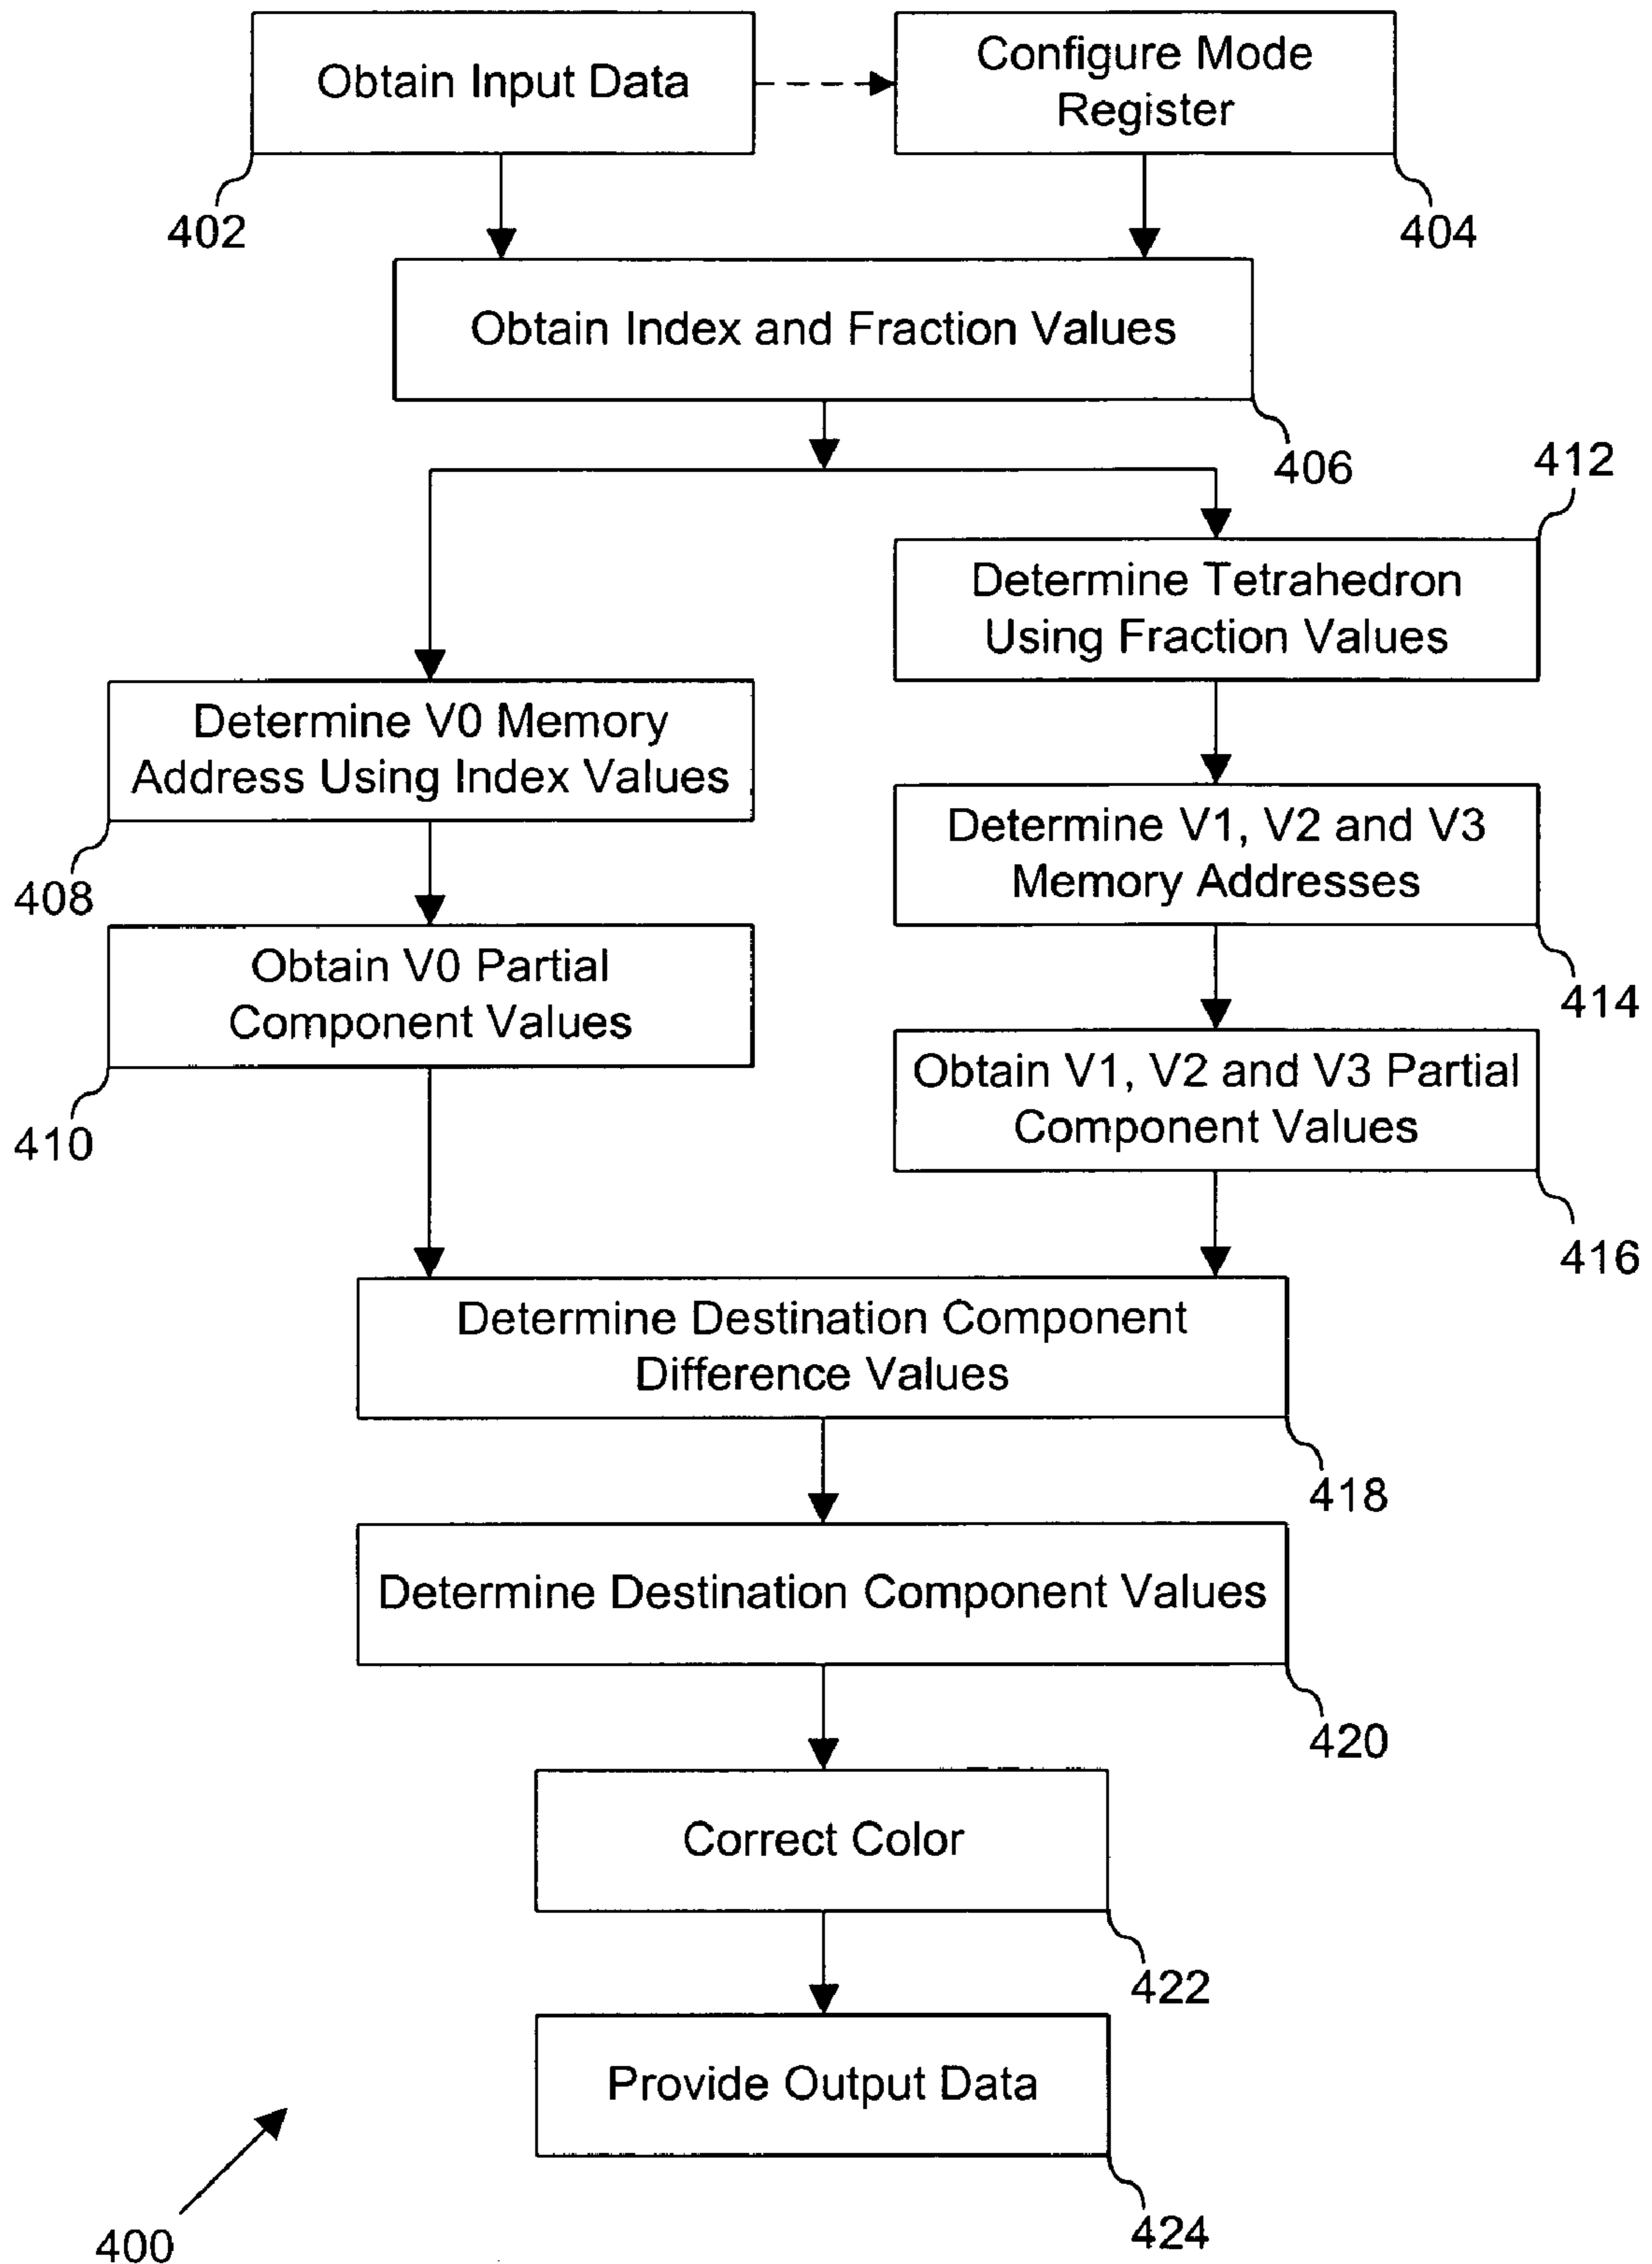 Obtain Input Data
Configure Mode
Register
402
404
Obtain Index and Fraction Values
406
412
Determine Tetrahedron
Using Fraction Values
Determine V0 Memory
Address Using Index Values
408
Determine V1, V2 and V3
Memory Addresses
414
Obtain V0 Partial
Component Values
410
Obtain V1, V2 and V3 Partial
Component Values
416
Determine Destination Component
Difference Values
418
Determine Destination Component Values
420
Correct Color
422
Provide Output Data
424
400